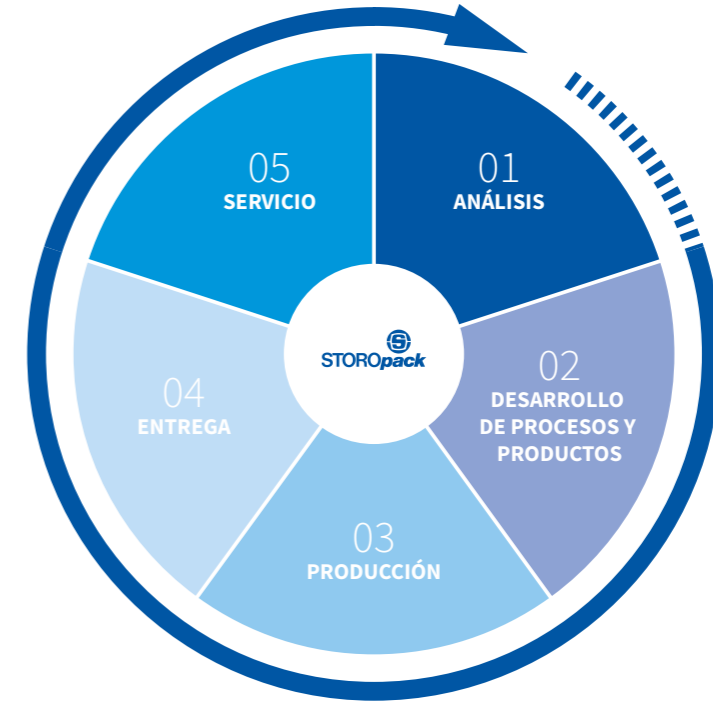 01
ANÁLISIS
02
DESARROLLO
DE PROCESOS Y
PRODUCTOS
03
PRODUCCIÓN
04
ENTREGA
05
SERVICIO
STOROpack